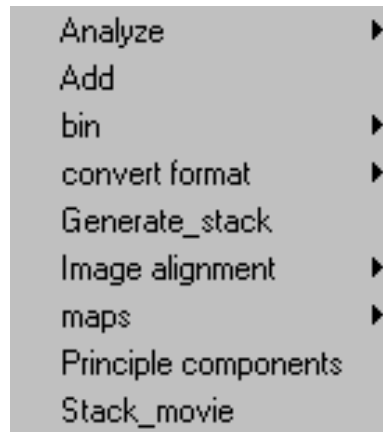 Analyze
Add
bin
convert format
Generate_stack
Image alignment
maps
Principle components
Stack_movie